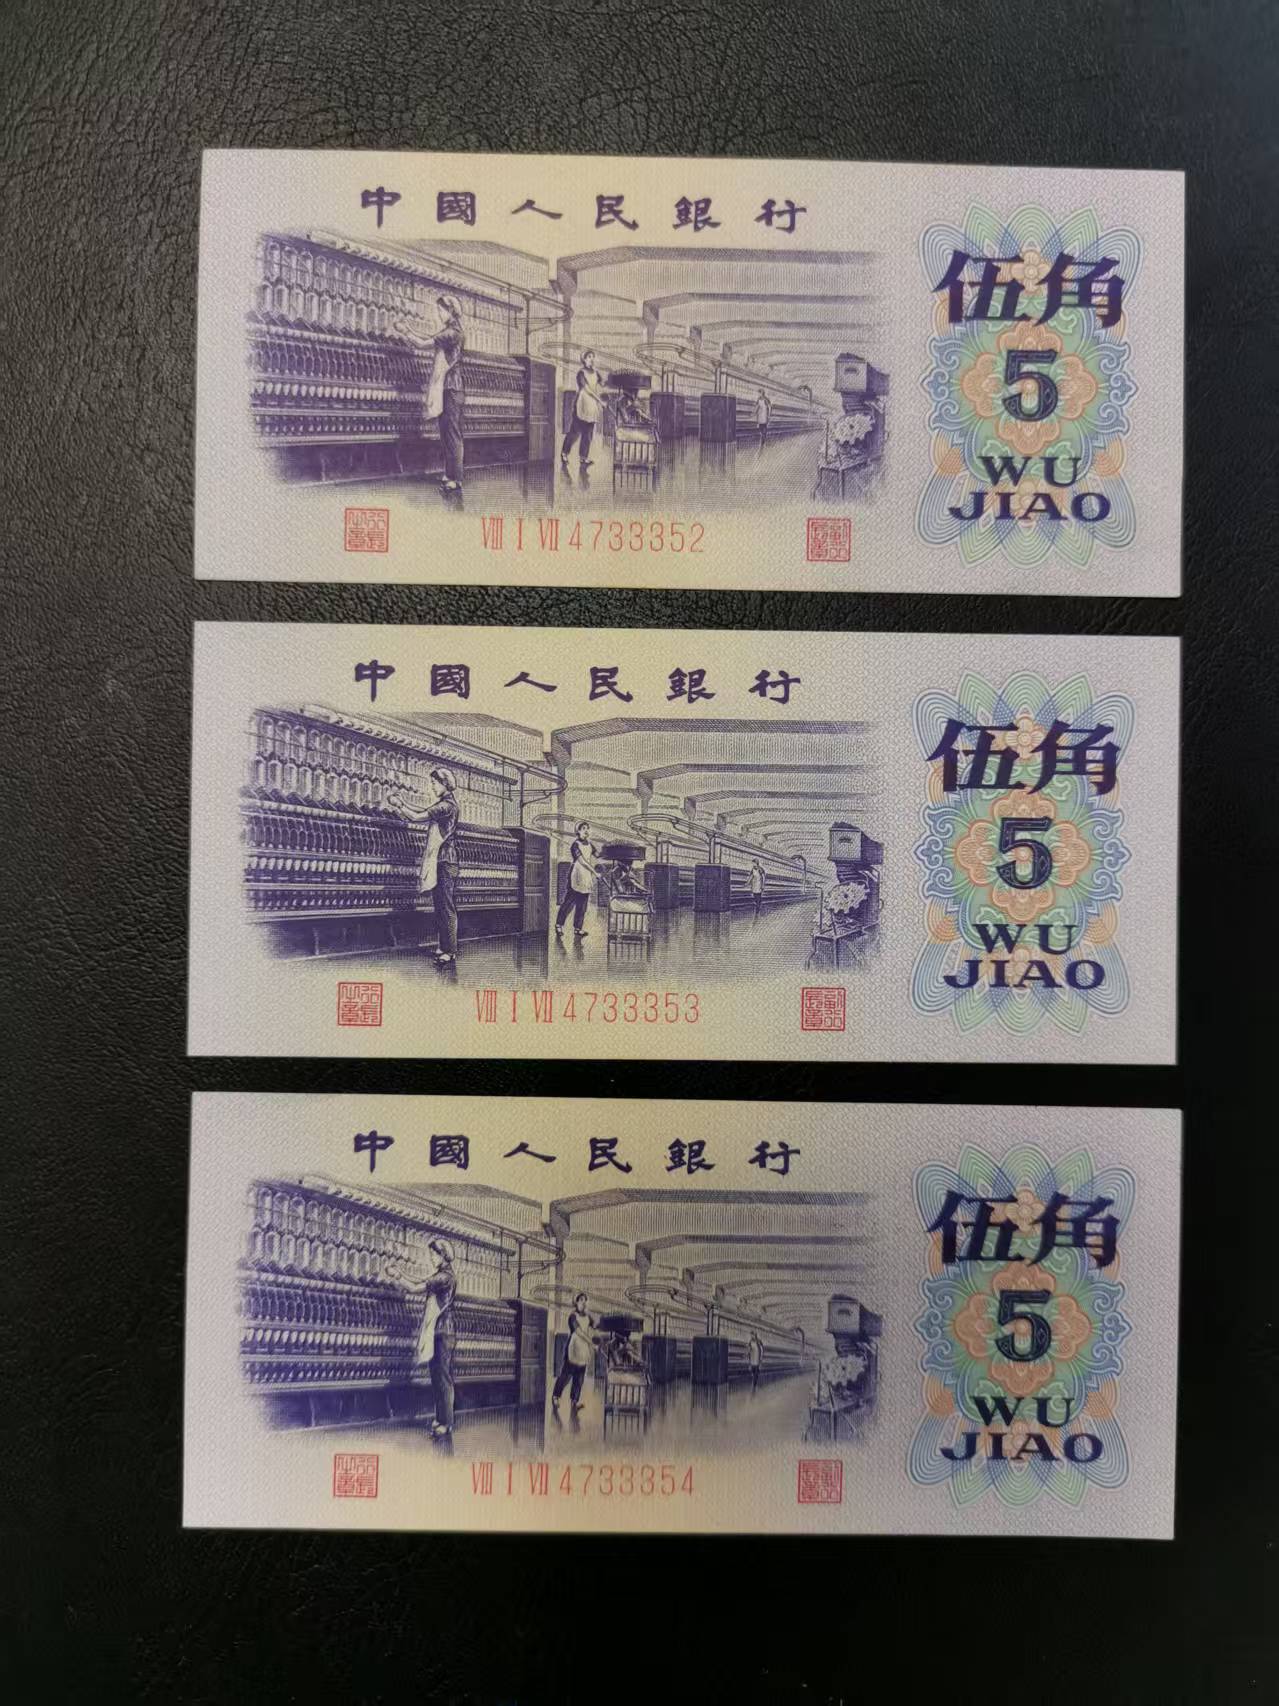 中國人民銀行
伍角
5
WU
JIAO
Ⅷ Ⅰ Ⅶ 4733352
中國人民銀行
伍角
5
WU
JIAO
Ⅷ Ⅰ Ⅶ 4733353
中國人民銀行
伍角
5
WU
JIAO
Ⅷ Ⅰ Ⅶ 4733354